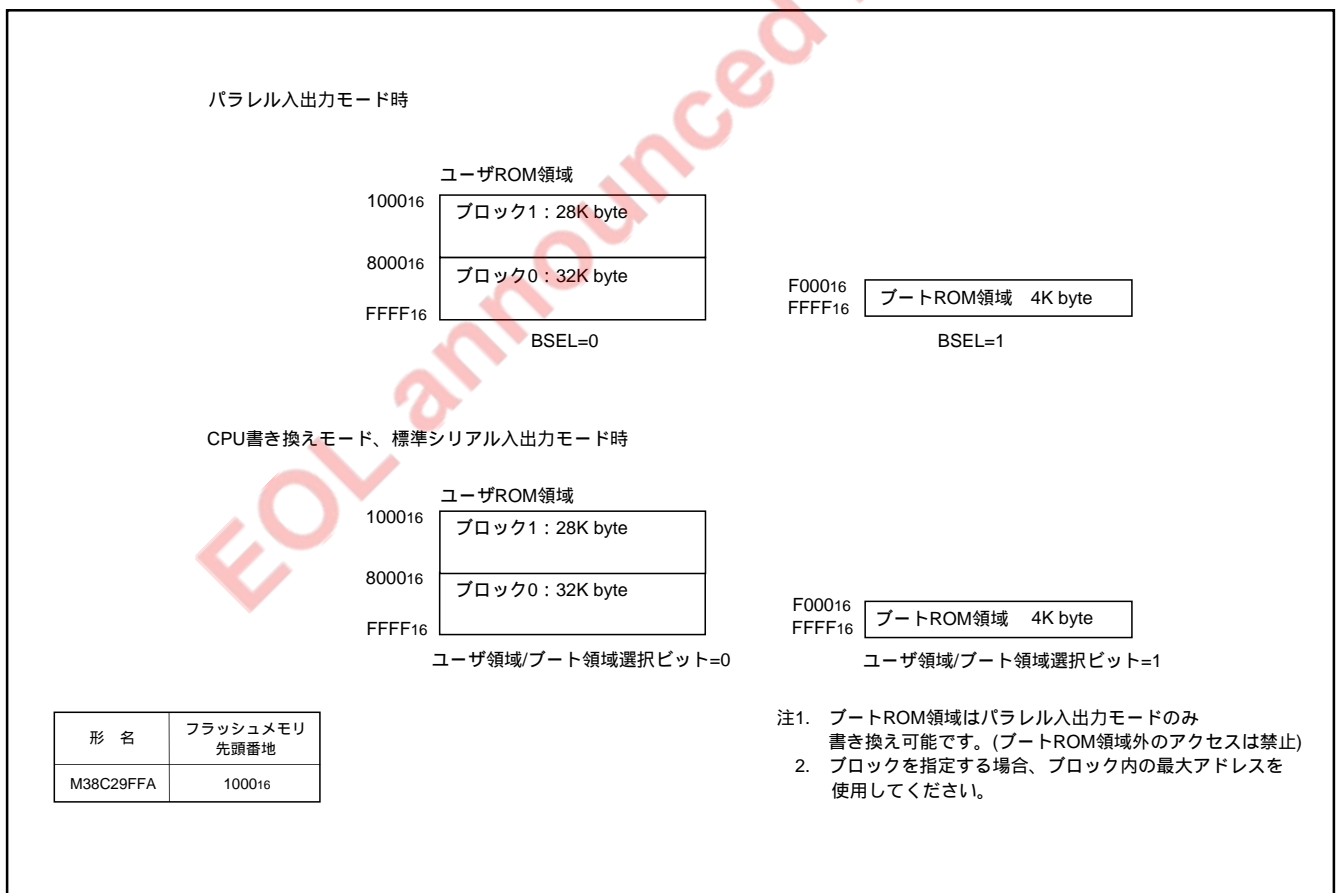 EOL announced
パラレル入出力モード時
ユーザROM領域
100016
ブロック1：28K byte
800016
ブロック0：32K byte
FFFF16
BSEL=0
F00016
FFFF16
ブートROM領域 4K byte
BSEL=1
CPU書き換えモード、標準シリアル入出力モード時
ユーザROM領域
100016
ブロック1：28K byte
800016
ブロック0：32K byte
FFFF16
ユーザ領域/ブート領域選択ビット=0
F00016
FFFF16
ブートROM領域 4K byte
ユーザ領域/ブート領域選択ビット=1
形 名
フラッシュメモリ
先頭番地
M38C29FFA
100016
注1. ブートROM領域はパラレル入出力モードのみ
書き換え可能です。(ブートROM領域外のアクセスは禁止)
2. ブロックを指定する場合、ブロック内の最大アドレスを
使用してください。